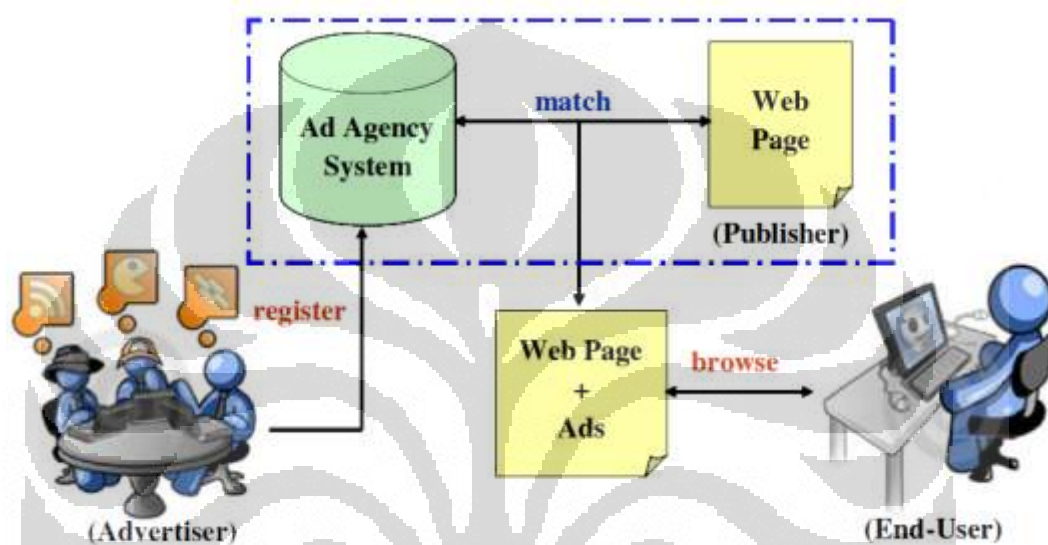 Ad Agency
System
match
Web
Page
(Publisher)
register
Web Page
+
Ads
browse
(Advertiser)
(End-User)